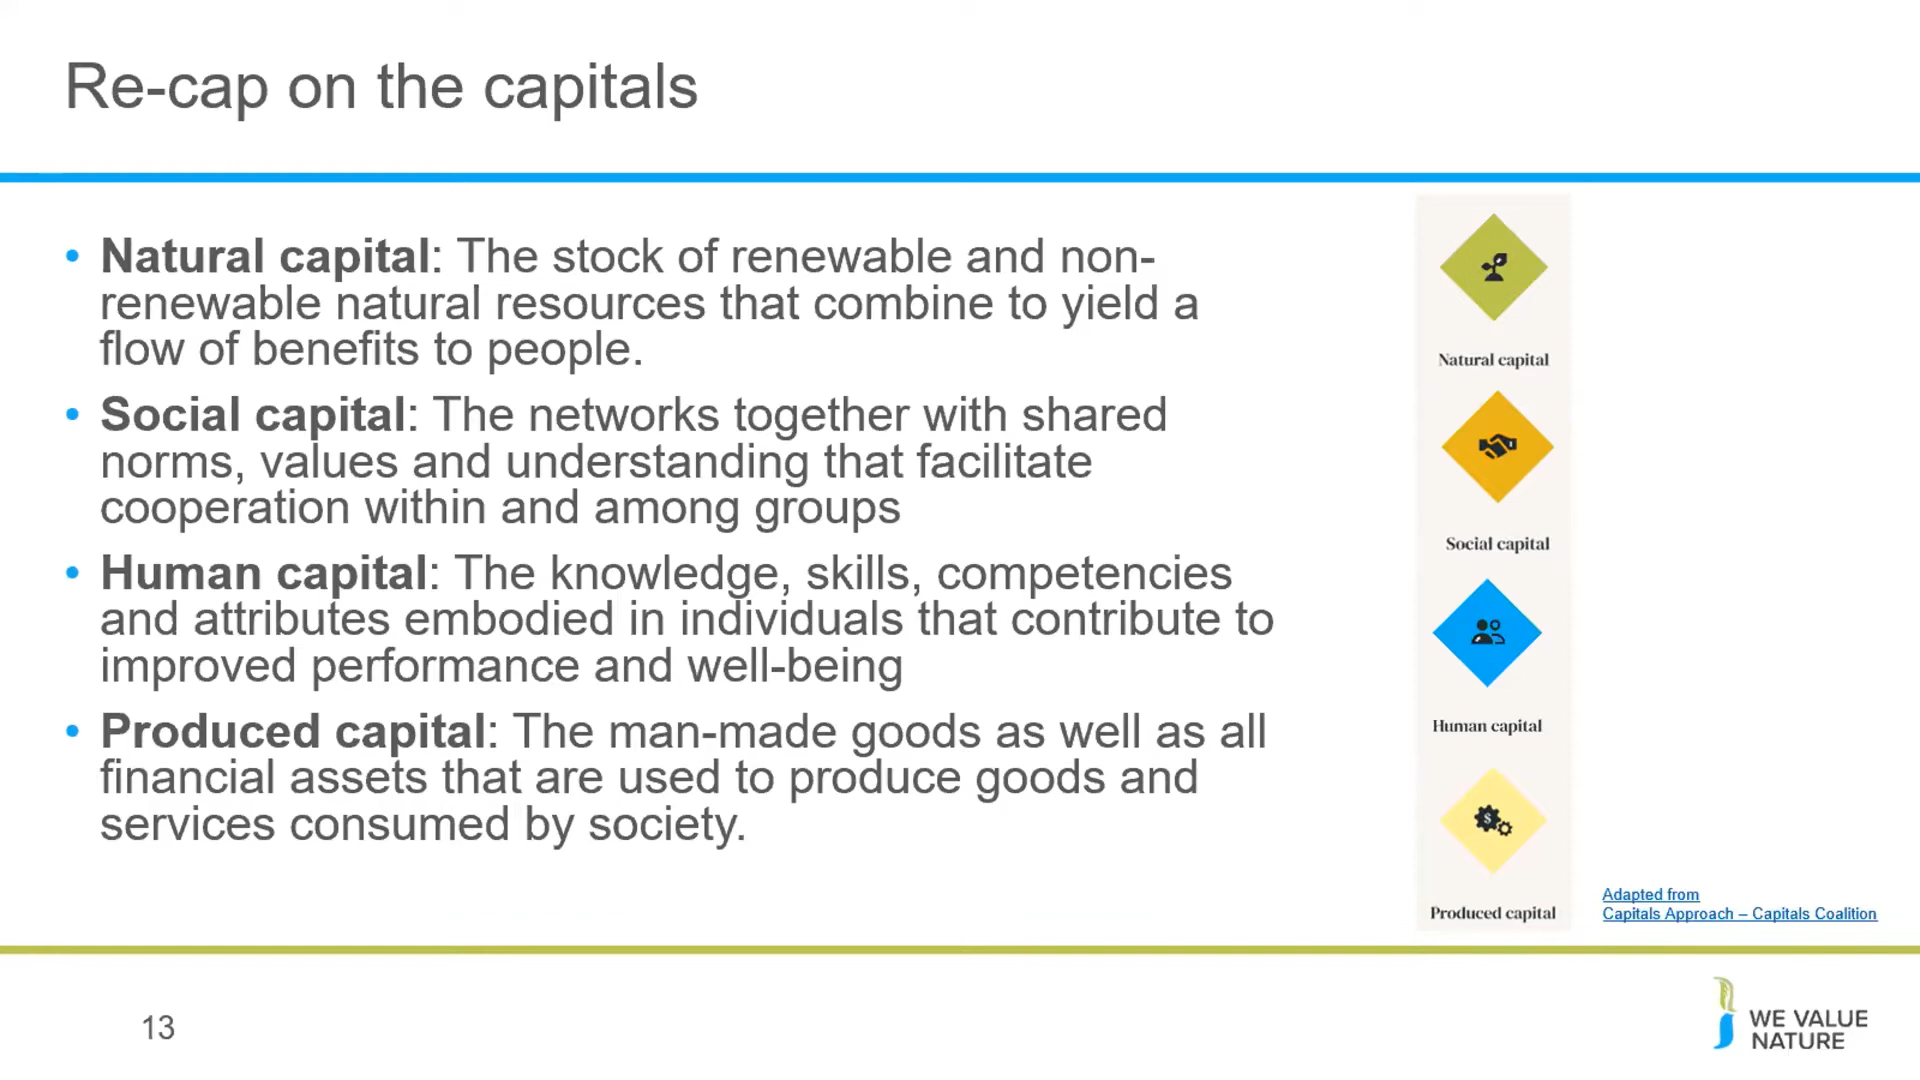 Re-cap on the capitals
• Natural capital: The stock of renewable and non-
renewable natural resources that combine to yield a
flow of benefits to people.
• Social capital: The networks together with shared
norms, values and understanding that facilitate
cooperation within and among groups
• Human capital: The knowledge, skills, competencies
and attributes embodied in individuals that contribute to
improved performance and well-being
• Produced capital: The man-made goods as well as all
financial assets that are used to produce goods and
services consumed by society.
Natural capital
Social capital
Human capital
$
Produced capital
Adapted from
Capitals Approach – Capitals Coalition
13
WE VALUE
NATURE